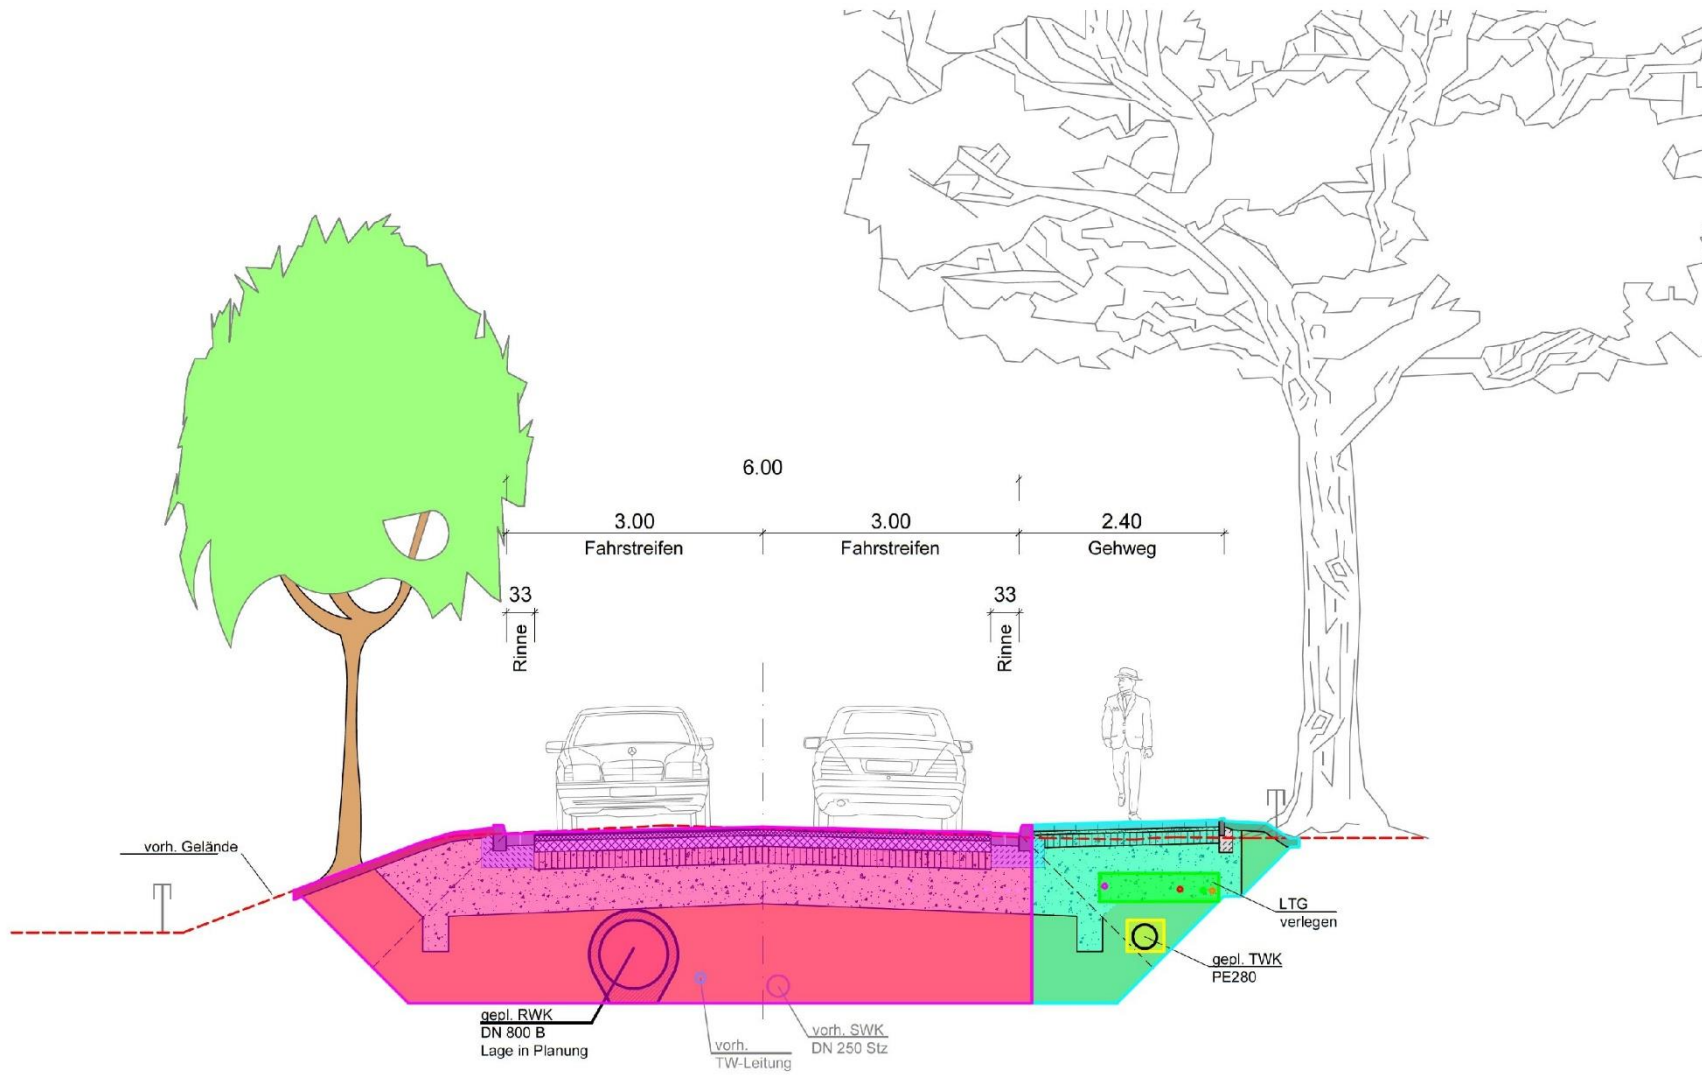 6.00
3.00
3.00
2.40
Fahrstreifen
Fahrstreifen
Gehweg
33
33
Rinne
Rinne
vorh. Gelände
LTG
verlegen
gepl. TWK
PE280
gepl. RWK
DN 800 B
Lage in Planung
vorh.
TW-Leitung
vorh. SWK
DN 250 Stz